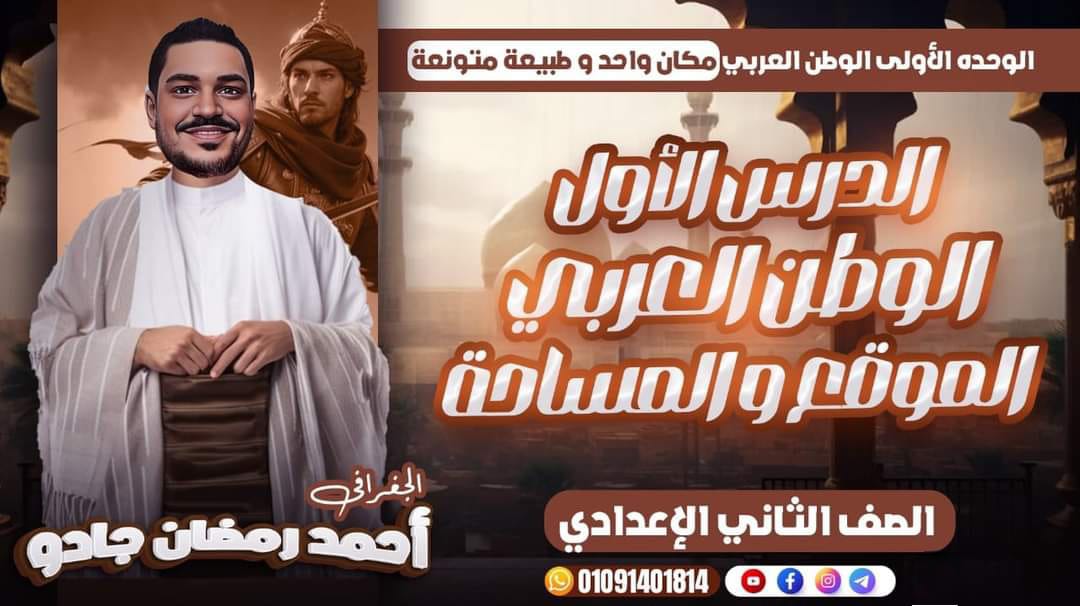 الوحده الأولى الوطن العربي مكان واحد و طبيعة متونعة
الدرس الأول
الوطن العربي
الموقع والمساحة
الجغرافي
أحمد رمضان جادو
الصف الثاني الإعدادي
01091401814